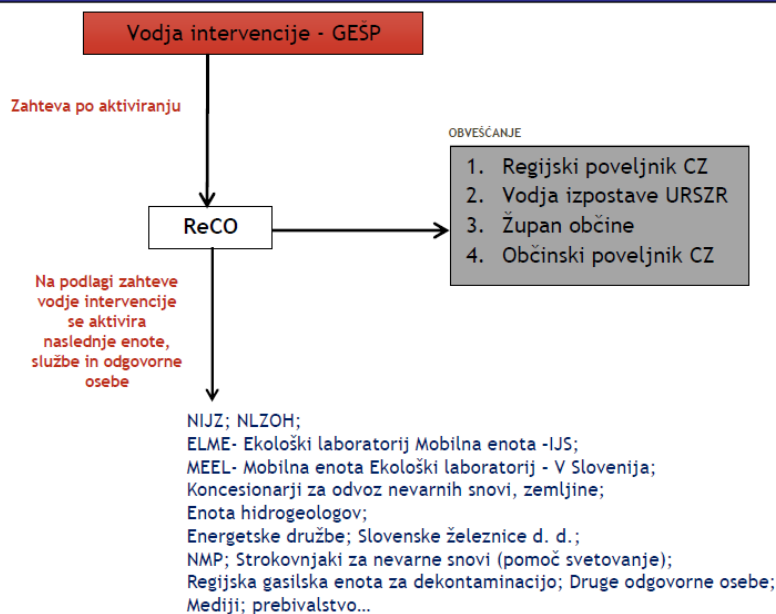 Vodja intervencije - GEŠP
Zahteva po aktiviranju
OBVEŠČANJE
1. Regijski poveljnik CZ
2. Vodja izpostave URSZR
3. Župan občine
4. Občinski poveljnik CZ
ReCO
Na podlagi zahteve
vodje intervencije
se aktivira
naslednje enote,
službe in odgovorne
osebe
NIJZ; NLZOH;
ELME- Ekološki laboratorij Mobilna enota -IJS;
MEEL- Mobilna enota Ekološki laboratorij - V Slovenija;
Koncesionarji za odvoz nevarnih snovi, zemljine;
Enota hidrogeologov;
Energetske družbe; Slovenske železnice d. d.;
NMP; Strokovnjaki za nevarne snovi (pomoč svetovanje);
Regijska gasilska enota za dekontaminacijo; Druge odgovorne osebe;
Mediji; prebivalstvo…